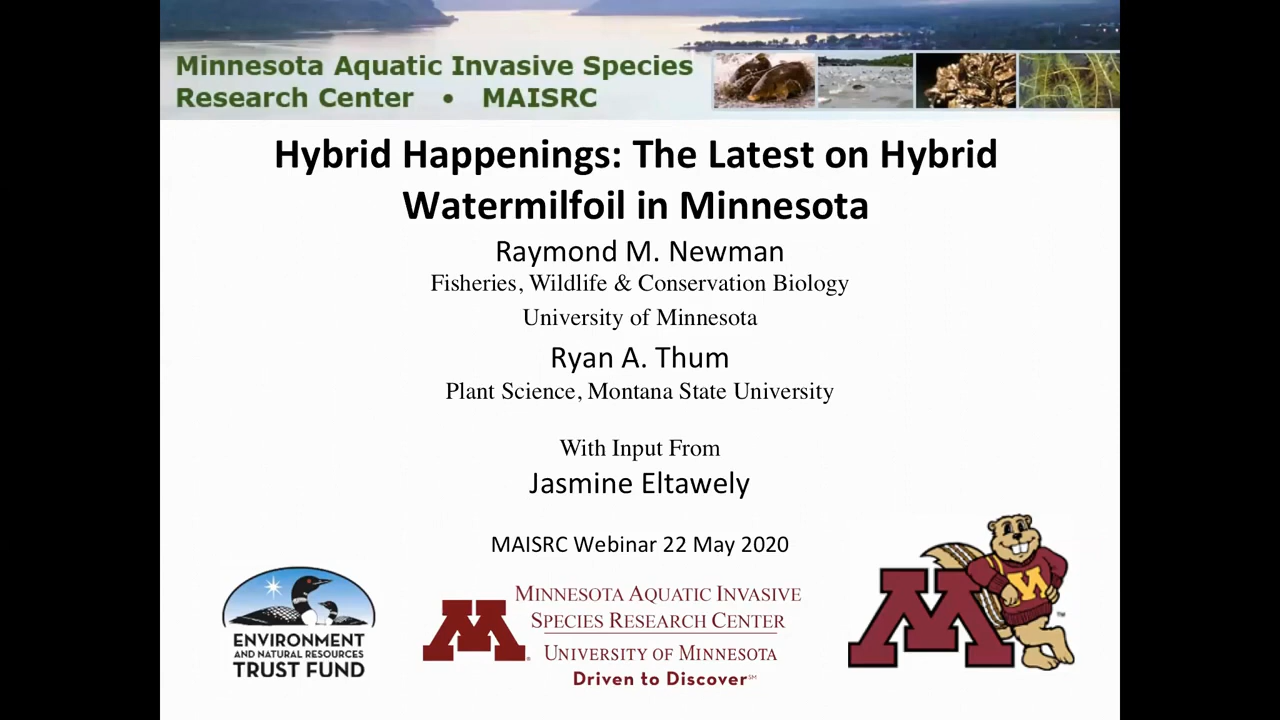 Minnesota Aquatic Invasive Species
Research Center • MAISRC
Hybrid Happenings: The Latest on Hybrid
Watermilfoil in Minnesota
Raymond M. Newman
Fisheries, Wildlife & Conservation Biology
University of Minnesota
Ryan A. Thum
Plant Science, Montana State University
With Input From
Jasmine Eltawely
MAISRC Webinar 22 May 2020
ENVIRONMENT
AND NATURAL RESOURCES
TRUST FUND
M
MINNESOTA AQUATIC INVASIVE
SPECIES RESEARCH CENTER
UNIVERSITY OF MINNESOTA
Driven to Discover℠
M
M
™